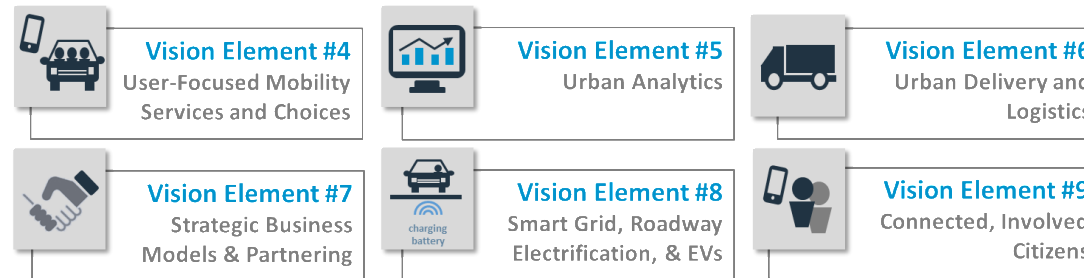 Vision Element #4
User-Focused Mobility
Services and Choices
Vision Element #5
Urban Analytics
Vision Element #6
Urban Delivery and
Logistics
Vision Element #7
Strategic Business
Models & Partnering
charging
battery
Vision Element #8
Smart Grid, Roadway
Electrification, & EVs
Vision Element #9
Connected, Involved
Citizens